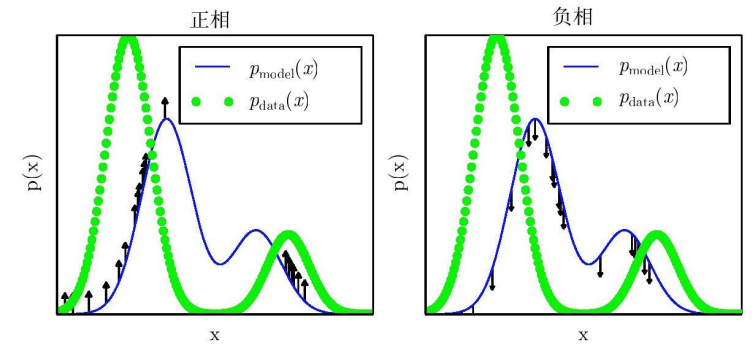 正相
p_model(x)
p_data(x)
p(x)
x
负相
p_model(x)
p_data(x)
p(x)
x